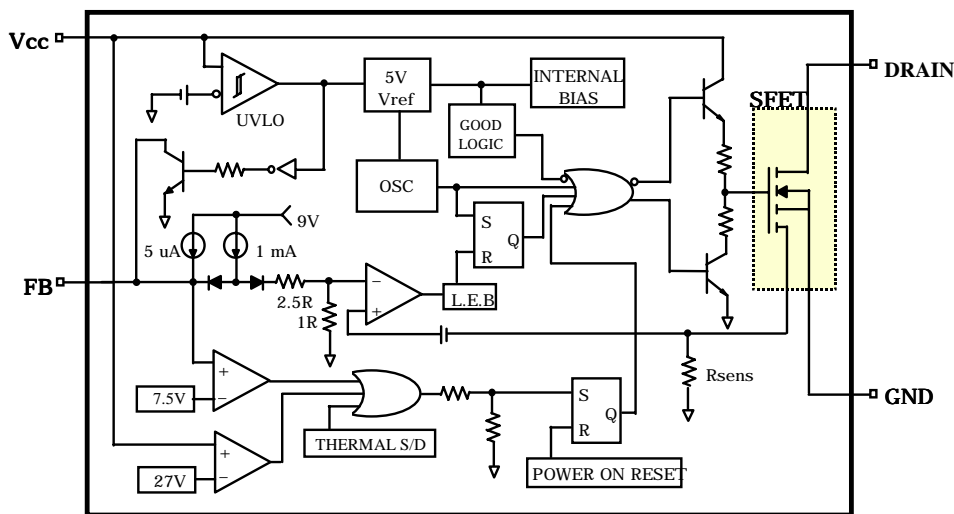 Vcc
DRAIN
5V
Vref
INTERNAL
BIAS
SFET
UVLO
GOOD
LOGIC
OSC
9V
S
R
Q
5 uA
1 mA
FB
2.5R
1R
−
+
L.E.B
Rsens
+
−
7.5V
S
R
Q
GND
THERMAL S/D
+
−
27V
POWER ON RESET